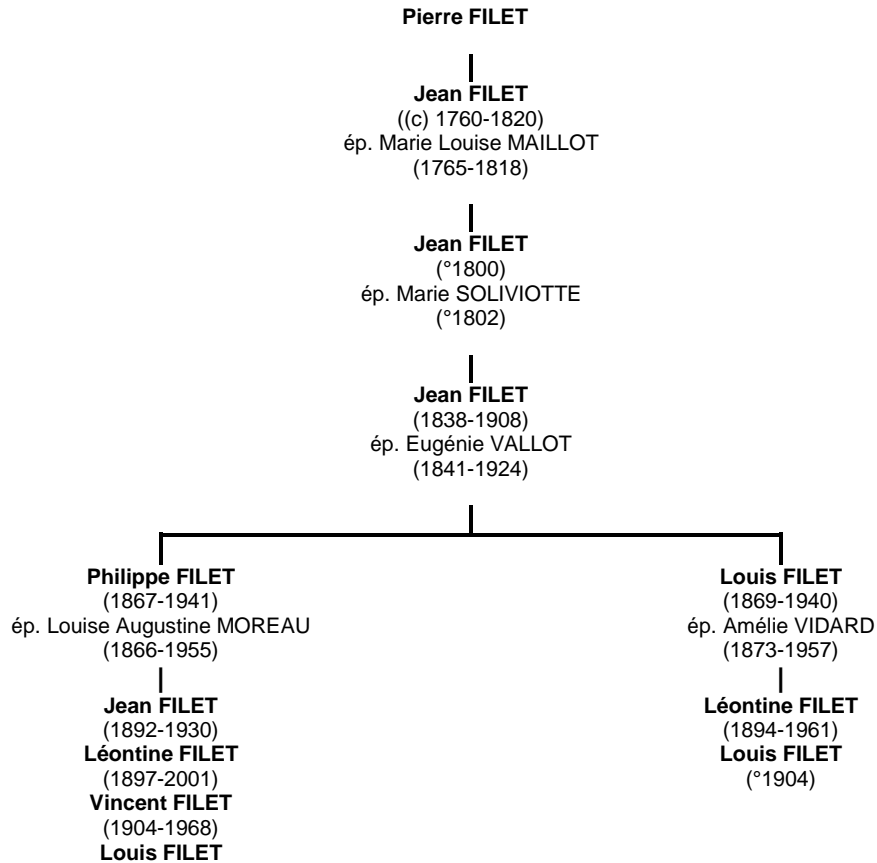 Pierre FILET
Jean FILET
((c) 1760-1820)
ép. Marie Louise MAILLOT
(1765-1818)
Jean FILET
(°1800)
ép. Marie SOLIVIOTTE
(°1802)
Jean FILET
(1838-1908)
ép. Eugénie VALLOT
(1841-1924)
Philippe FILET
(1867-1941)
ép. Louise Augustine MOREAU
(1866-1955)
Jean FILET
(1892-1930)
Léontine FILET
(1897-2001)
Vincent FILET
(1904-1968)
Louis FILET
Louis FILET
(1869-1940)
ép. Amélie VIDARD
(1873-1957)
Léontine FILET
(1894-1961)
Louis FILET
(°1904)